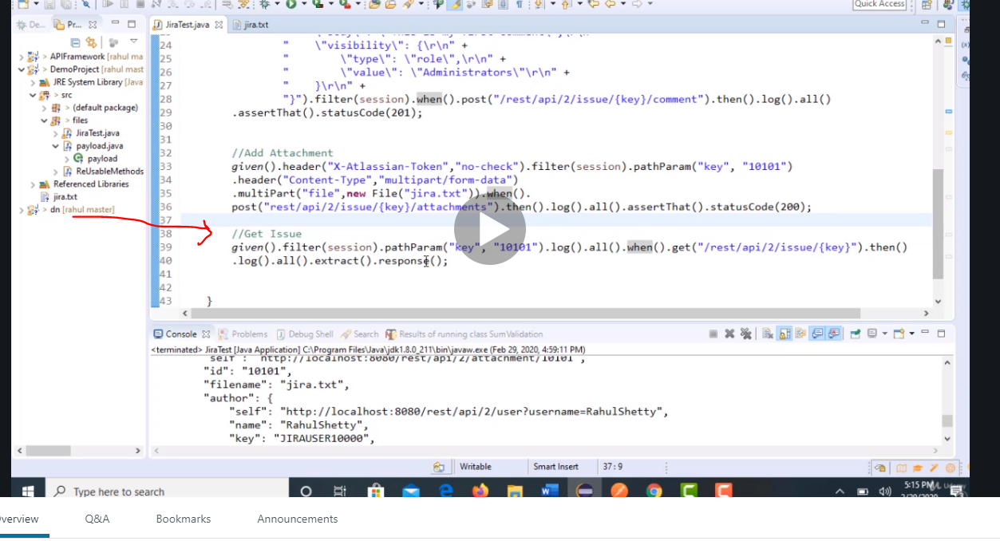 Quick Access
De...
Pr...
JiraTest.java
jira.txt
> APIFramework [rahul ma
> DemoProject [rahul mast
JRE System Library [Java
> src
> (default package)
> files
JiraTest.java
payload.java
payload
ReUsableMethods
Referenced Libraries
jira.txt
> dn [rahul master]
24 " \"visibility\": {\r\n" +
25 " \"type\": \"role\",\r\n" +
26 " \"value\": \"Administrators\"\r\n" +
27 " }\r\n" +
28 "}").filter(session).when().post("/rest/api/2/issue/{key}/comment").then().log().all()
29 .assertThat().statusCode(201);
30
31
32 //Add Attachment
33 given().header("X-Atlassian-Token","no-check").filter(session).pathParam("key", "10101")
34 .header("Content-Type","multipart/form-data")
35 .multiPart("file",new File("jira.txt")).when().
36 post("rest/api/2/issue/{key}/attachments").then().log().all().assertThat().statusCode(200);
37
38 //Get Issue
39 given().filter(session).pathParam("key", "10101").log().all().when().get("/rest/api/2/issue/{key}").then()
40 .log().all().extract().response();
41
42
43 }
Console
Problems
Debug Shell
Search
Results of running class SumValidation
<terminated> JiraTest [Java Application] C:\Program Files\Java\jdk1.8.0_211\bin\javaw.exe (Feb 29, 2020, 4:59:11 PM)
"self": "http://localhost:8080/rest/api/2/attachment/10101",
"id": "10101",
"filename": "jira.txt",
"author": {
"self": "http://localhost:8080/rest/api/2/user?username=RahulShetty",
"name": "RahulShetty",
"key": "JIRAUSER10000",
Writable
Smart Insert
37 : 9
Type here to search
5:15 PM
2/29/2020
verview
Q&A
Bookmarks
Announcements